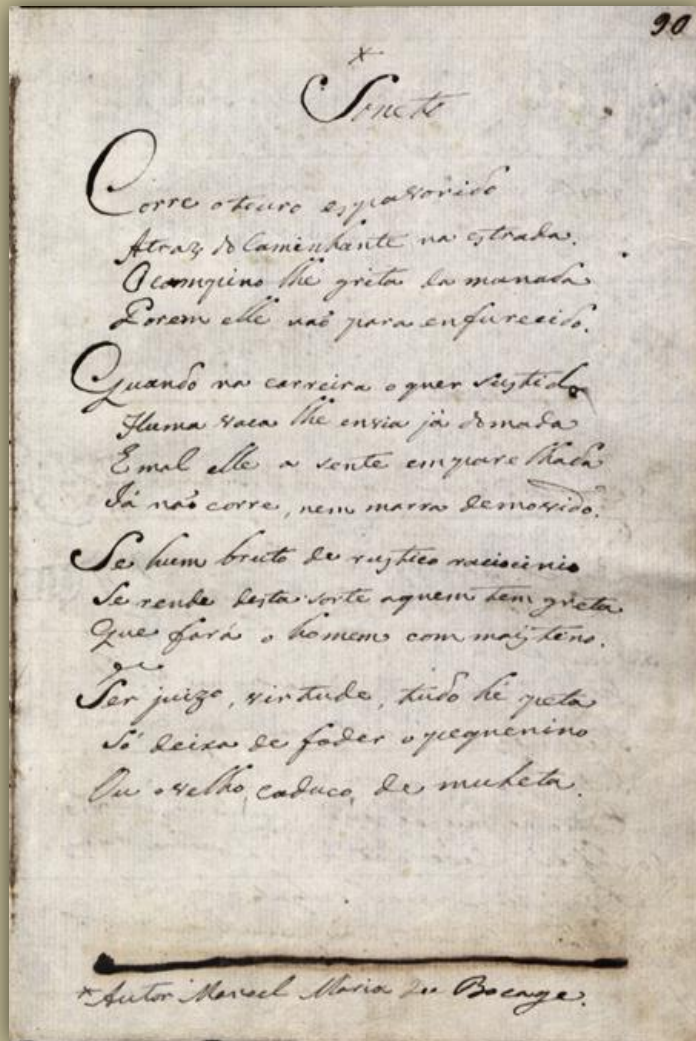 90
*
Soneto
Corre o touro espavorido
Atraz do Caminhante na estrada.
O campino lhe grita da manada
Porem elle naõ para enfurecido.
Quando na carreira o quer sustido
Huma vaca lhe envia já domada
E mal elle a sente emparelhada
Já naõ corre, nem marra demovido.
Se hum bruto de rustico raciocinio
Se rende desta sorte aquem tem greta
Que fará o homem com mais tino.
Ser juizo, virtude, tudo he peta
Só deixa de foder o pequenino
Ou o velho, caduco, de muleta.
*Autor Manoel Maria du Bocage.